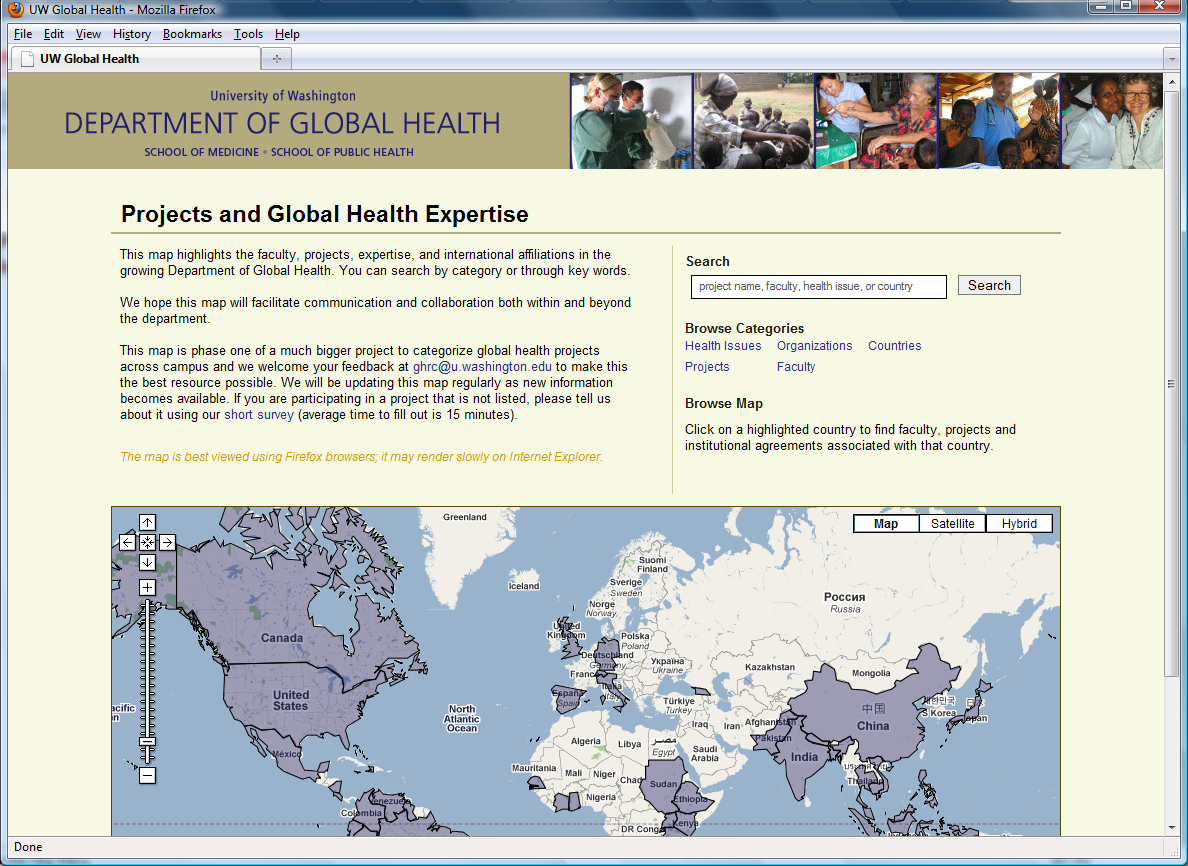 UW Global Health - Mozilla Firefox
File Edit View History Bookmarks Tools Help
UW Global Health
University of Washington
DEPARTMENT OF GLOBAL HEALTH
SCHOOL OF MEDICINE • SCHOOL OF PUBLIC HEALTH
Projects and Global Health Expertise
This map highlights the faculty, projects, expertise, and international affiliations in the
growing Department of Global Health. You can search by category or through key words.
We hope this map will facilitate communication and collaboration both within and beyond
the department.
This map is phase one of a much bigger project to categorize global health projects
across campus and we welcome your feedback at ghrc@u.washington.edu to make this
the best resource possible. We will be updating this map regularly as new information
becomes available. If you are participating in a project that is not listed, please tell us
about it using our short survey (average time to fill out is 15 minutes).
The map is best viewed using Firefox browsers; it may render slowly on Internet Explorer.
Search
project name, faculty, health issue, or country
Search
Browse Categories
Health Issues Organizations Countries
Projects Faculty
Browse Map
Click on a highlighted country to find faculty, projects and
institutional agreements associated with that country.
Map Satellite Hybrid
Greenland
Iceland
Suomi
Finland
Sverige
Sweden
Norge
Norway
Россия
Russia
United
Kingdom
Polska
Poland
Deutschland
Germany
Україна
Ukraine
France
Kazakhstan
Mongolia
Canada
United
States
North
Atlantic
Ocean
España
Spain
Italia
Italy
Türkiye
Turkey
中国
China
S Korea
Japan
México
Algeria
Libya
مصر
Egypt
Iraq
Iran
Afghanistan
Pakistan
Saudi
Arabia
India
Thailand
Mauritania
Mali
Niger
Chad
Sudan
Nigeria
Ethiopia
Kenya
DR Congo
Venezuela
Colombia
Done